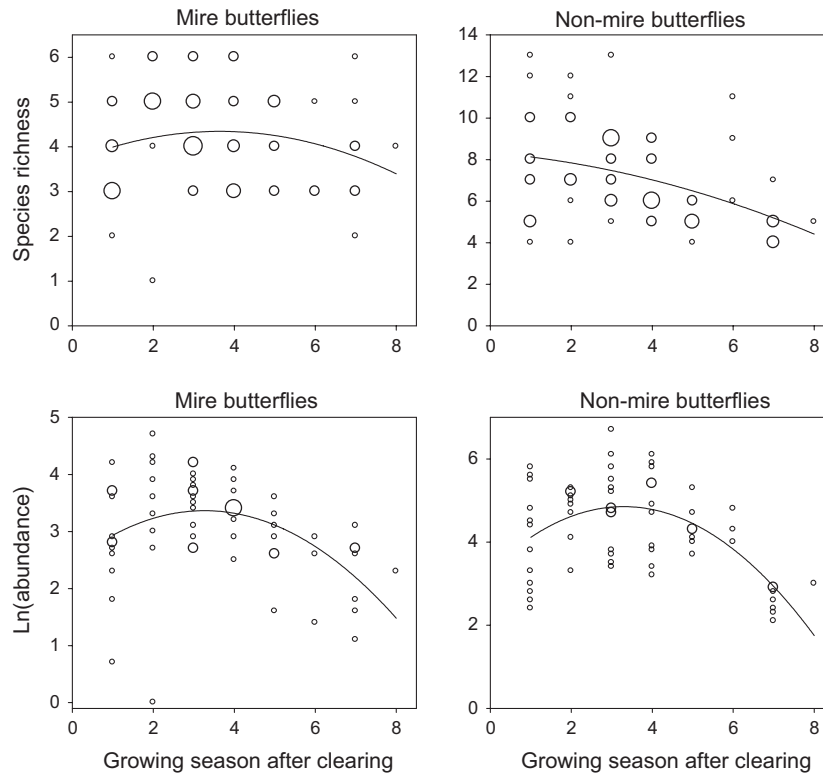 Mire butterflies
Non-mire butterflies
Species richness
6
5
4
3
2
1
0
0 2 4 6 8
14
12
10
8
6
4
2
0
0 2 4 6 8
Mire butterflies
Non-mire butterflies
Ln(abundance)
5
4
3
2
1
0
0 2 4 6 8
6
4
2
0
0 2 4 6 8
Growing season after clearing
Growing season after clearing